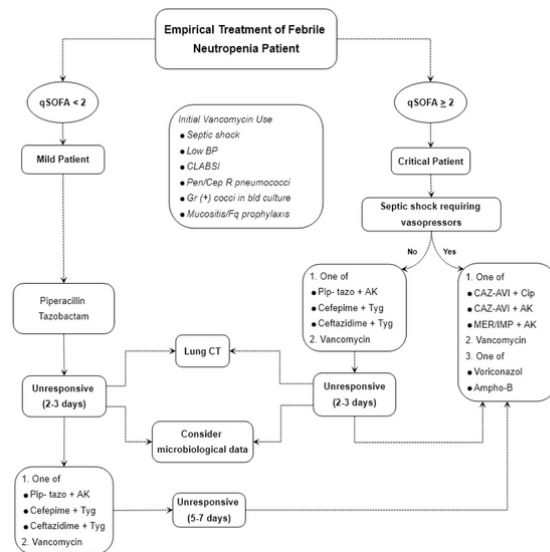 Empirical Treatment of Febrile
Neutropenia Patient
qSOFA < 2
qSOFA ≥ 2
Initial Vancomycin Use
● Septic shock
● Low BP
● CLABSI
● Pen/Cep R pneumococci
● Gr (+) cocci in bld culture
● Mucositis/Fq prophylaxis
Mild Patient
Critical Patient
Septic shock requiring
vasopressors
No
Yes
Piperacillin
Tazobactam
1. One of
● Pip- tazo + AK
● Cefepime + Tyg
● Ceftazidime + Tyg
2. Vancomycin
1. One of
● CAZ-AVI + Cip
● CAZ-AVI + AK
● MER/IMP + AK
2. Vancomycin
3. One of
● Voriconazol
● Ampho-B
Lung CT
Unresponsive
(2-3 days)
Unresponsive
(2-3 days)
Consider
microbiological data
1. One of
● Pip- tazo + AK
● Cefepime + Tyg
● Ceftazidime + Tyg
2. Vancomycin
Unresponsive
(5-7 days)